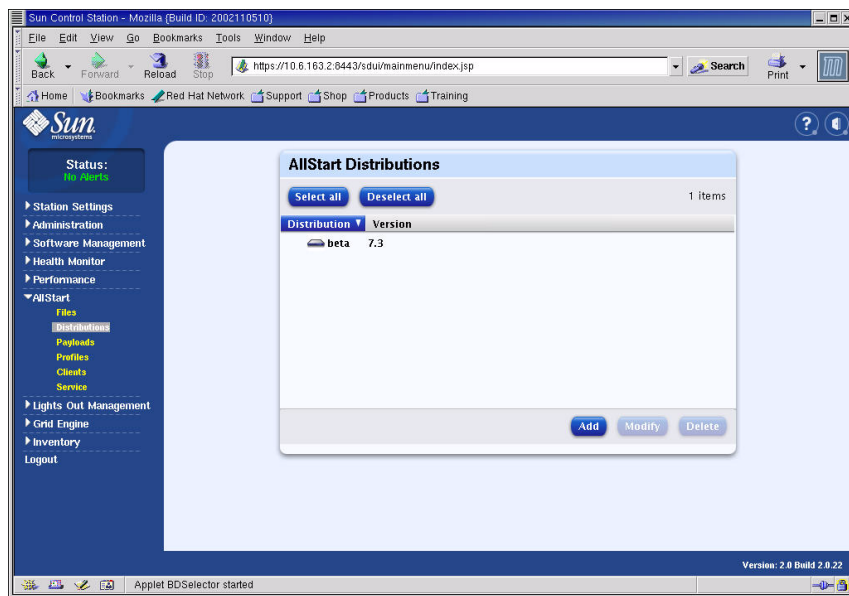 Sun Control Station - Mozilla {Build ID: 2002110510}
File Edit View Go Bookmarks Tools Window Help
Back Forward Reload Stop https://10.6.163.2:8443/sdui/mainmenu/index.jsp Search Print
Home Bookmarks Red Hat Network Support Shop Products Training
Sun
microsystems
Status:
No Alerts
Station Settings
Administration
Software Management
Health Monitor
Performance
AllStart
Files
Distributions
Payloads
Profiles
Clients
Service
Lights Out Management
Grid Engine
Inventory
Logout
AllStart Distributions
Select all Deselect all 1 items
Distribution Version
beta 7.3
Add Modify Delete
Version: 2.0 Build 2.0.22
Applet BDSelector started